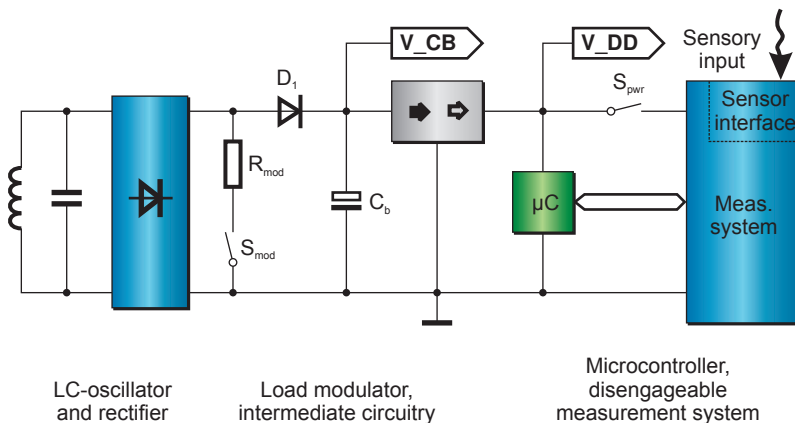 V_CB
V_DD
Sensory
input
D1
Spwr
Sensor
interface
Rmod
Cb
µC
Meas.
system
Smod
LC-oscillator
and rectifier
Load modulator,
intermediate circuitry
Microcontroller,
disengageable
measurement system